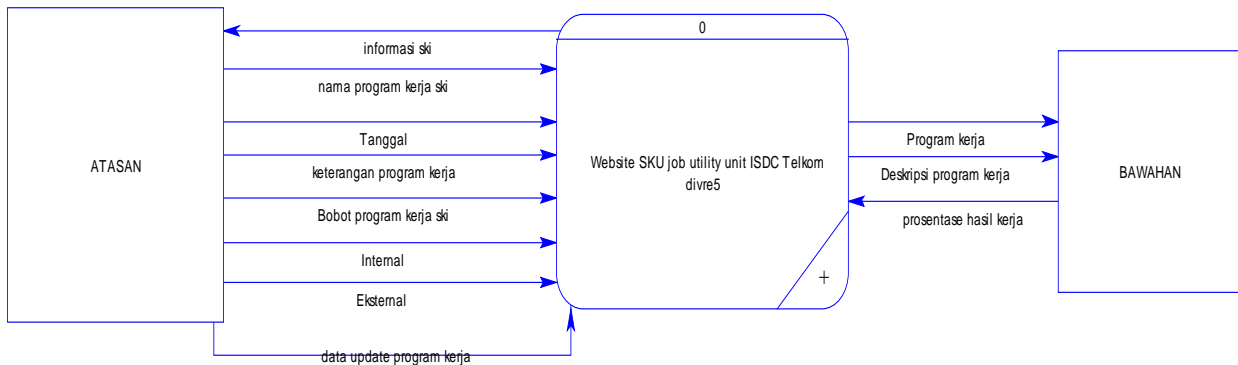 0
informasi ski
nama program kerja ski
Tanggal
keterangan program kerja
Bobot program kerja ski
Internal
Eksternal
data update program kerja
ATASAN
Website SKU job utility unit ISDC Telkom
divre5
+
Program kerja
Deskripsi program kerja
prosentase hasil kerja
BAWAHAN